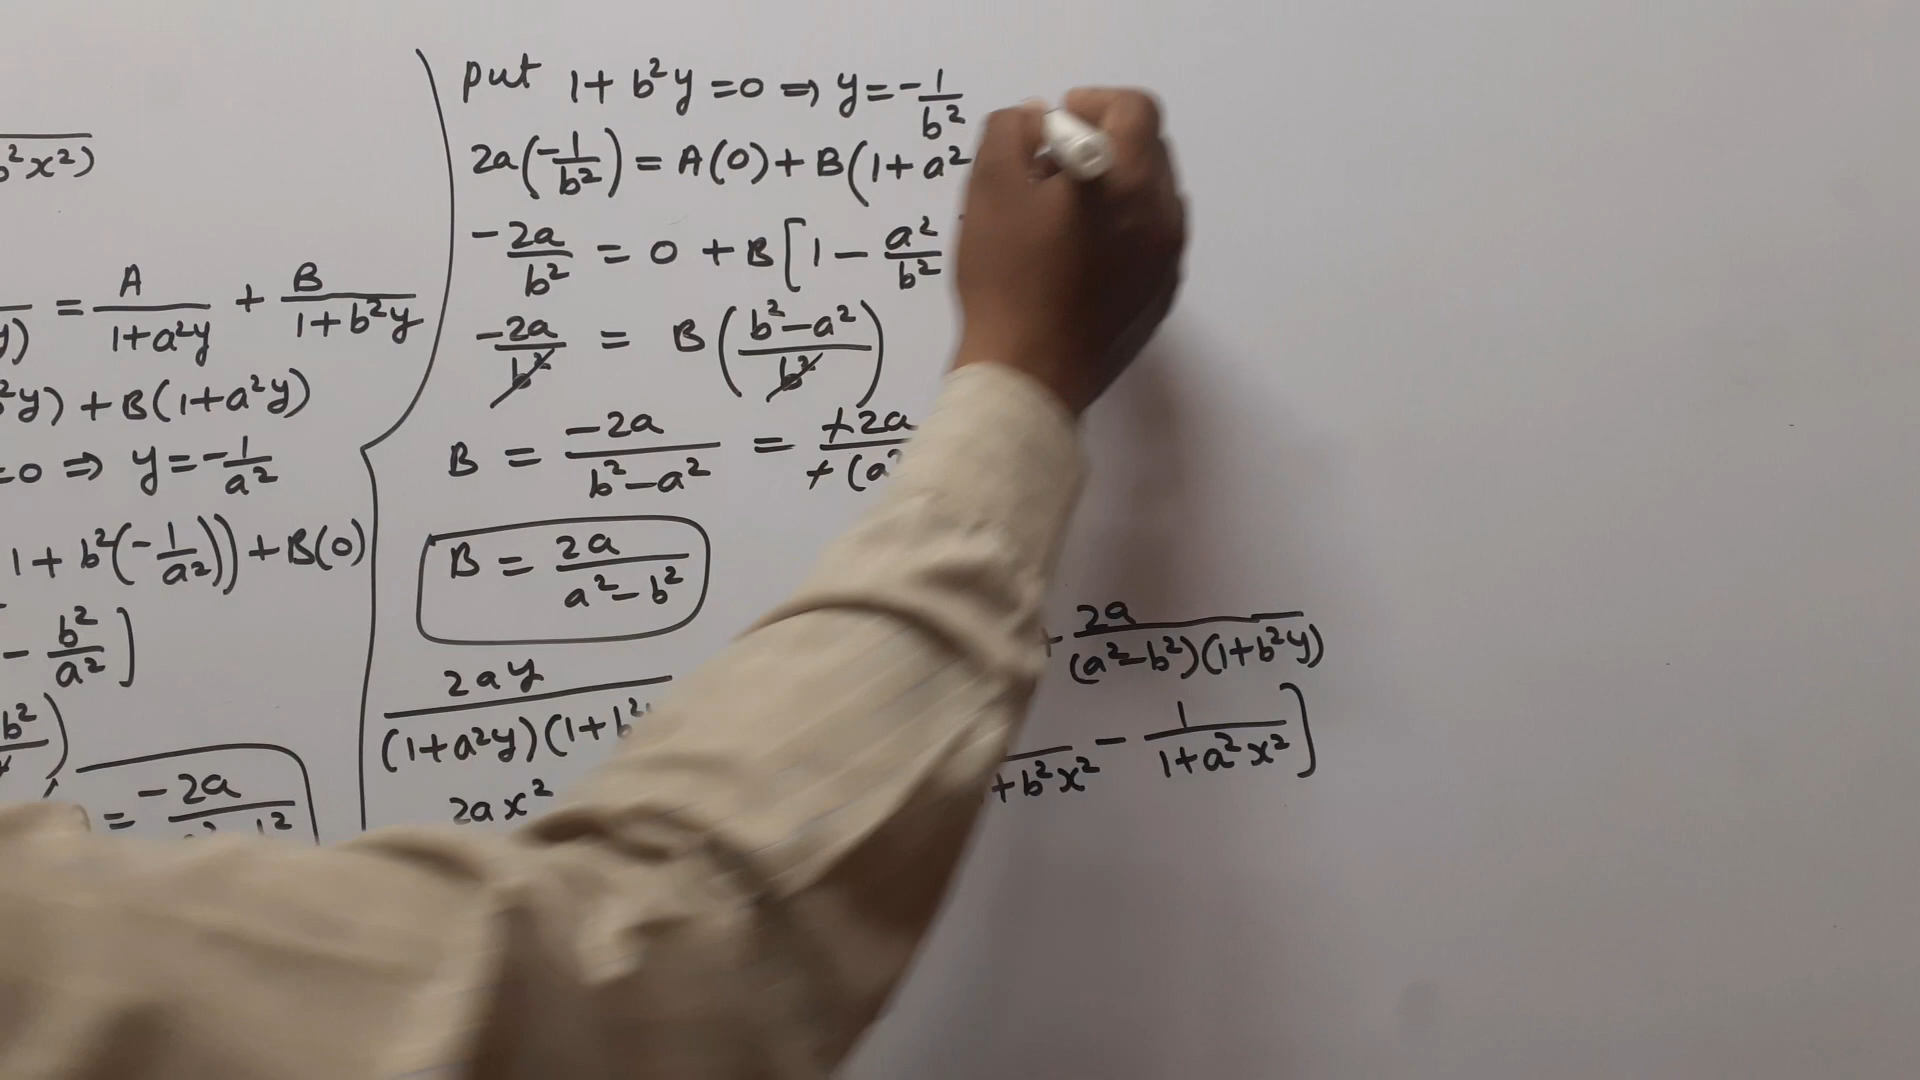 b²x²)
y) = A/(1+a²y) + B/(1+b²y)
²y) + B(1+a²y)
=0 ⇒ y = -1/a²
1 + b²(-1/a²)) + B(0)
- b²/a² ]
b²
= -2a
put 1 + b²y = 0 ⇒ y = -1/b²
2a(-1/b²) = A(0) + B(1 + a²
-2a/b² = 0 + B[1 - a²/b²
-2a/b² = B((b²-a²)/b²)
B = -2a/(b²-a²) = +2a/+(a²
B = 2a/(a²-b²)
2ay/(1+a²y)(1+b²
+ 2a/(a²-b²)(1+b²y)
2ax²
+b²x² - 1/(1+a²x²) ]